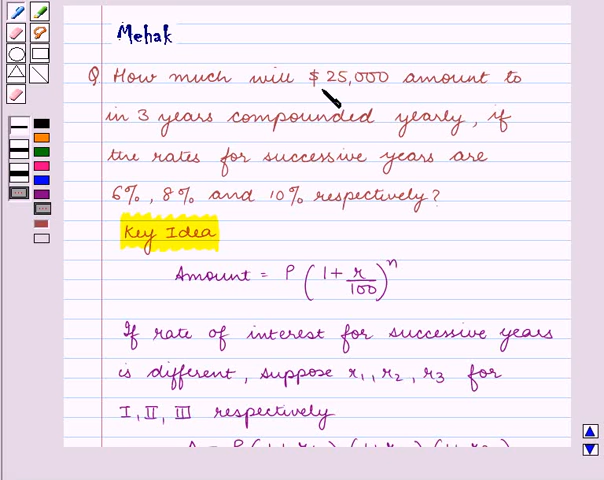 Mehak
Q. How much will $25,000 amount to
in 3 years compounded yearly, if
the rates for successive years are
6%, 8% and 10% respectively?
Key Idea
Amount = P (1 + r/100)^n
If rate of interest for successive years
is different, suppose r1, r2, r3 for
I, II, III respectively